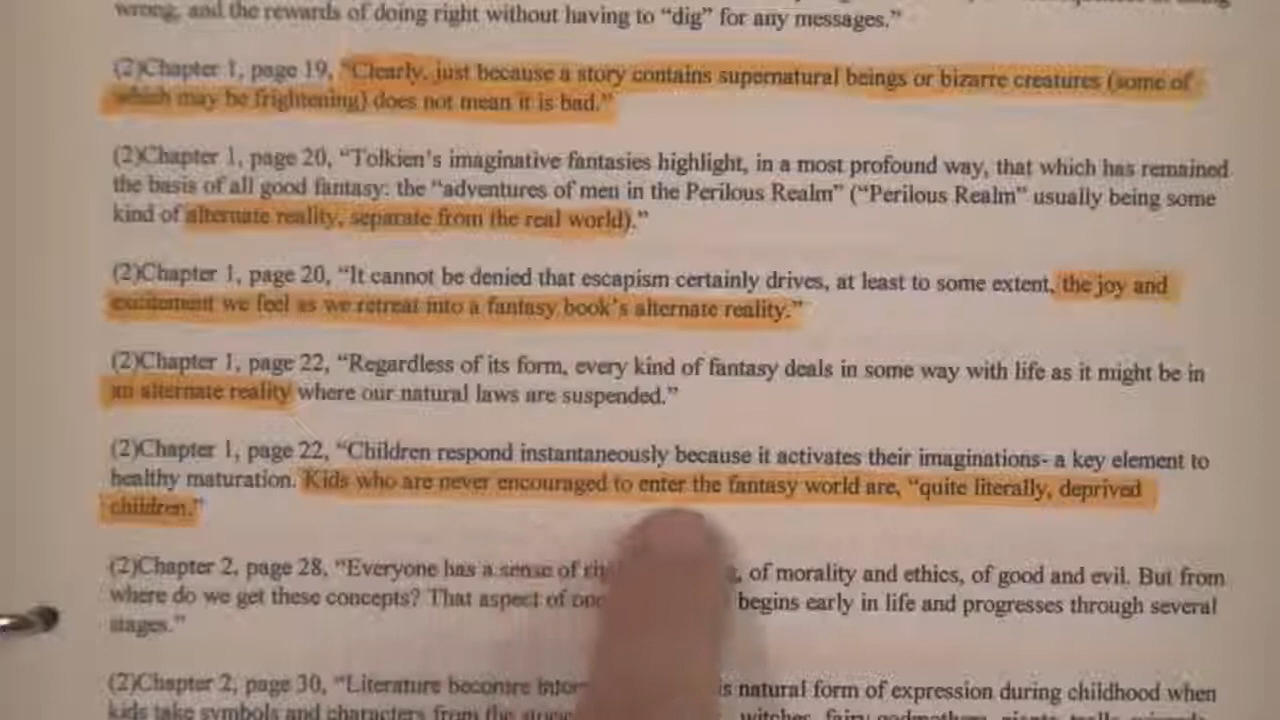 wrong, and the rewards of doing right without having to “dig” for any messages.”
(2)Chapter 1, page 19, “Clearly, just because a story contains supernatural beings or bizarre creatures (some of
which may be frightening) does not mean it is bad.”
(2)Chapter 1, page 20, “Tolkien’s imaginative fantasies highlight, in a most profound way, that which has remained
the basis of all good fantasy: the “adventures of men in the Perilous Realm” (“Perilous Realm” usually being some
kind of alternate reality, separate from the real world).”
(2)Chapter 1, page 20, “It cannot be denied that escapism certainly drives, at least to some extent, the joy and
excitement we feel as we retreat into a fantasy book’s alternate reality.”
(2)Chapter 1, page 22, “Regardless of its form, every kind of fantasy deals in some way with life as it might be in
an alternate reality where our natural laws are suspended.”
(2)Chapter 1, page 22, “Children respond instantaneously because it activates their imaginations- a key element to
healthy maturation. Kids who are never encouraged to enter the fantasy world are, “quite literally, deprived
children.”
(2)Chapter 2, page 28, “Everyone has a sense of , of morality and ethics, of good and evil. But from
where do we get these concepts? That aspect of begins early in life and progresses through several
stages.”
(2)Chapter 2, page 30, “Literature is natural form of expression during childhood when
kids take symbols and characters from the witches, fairy godmothers, giants